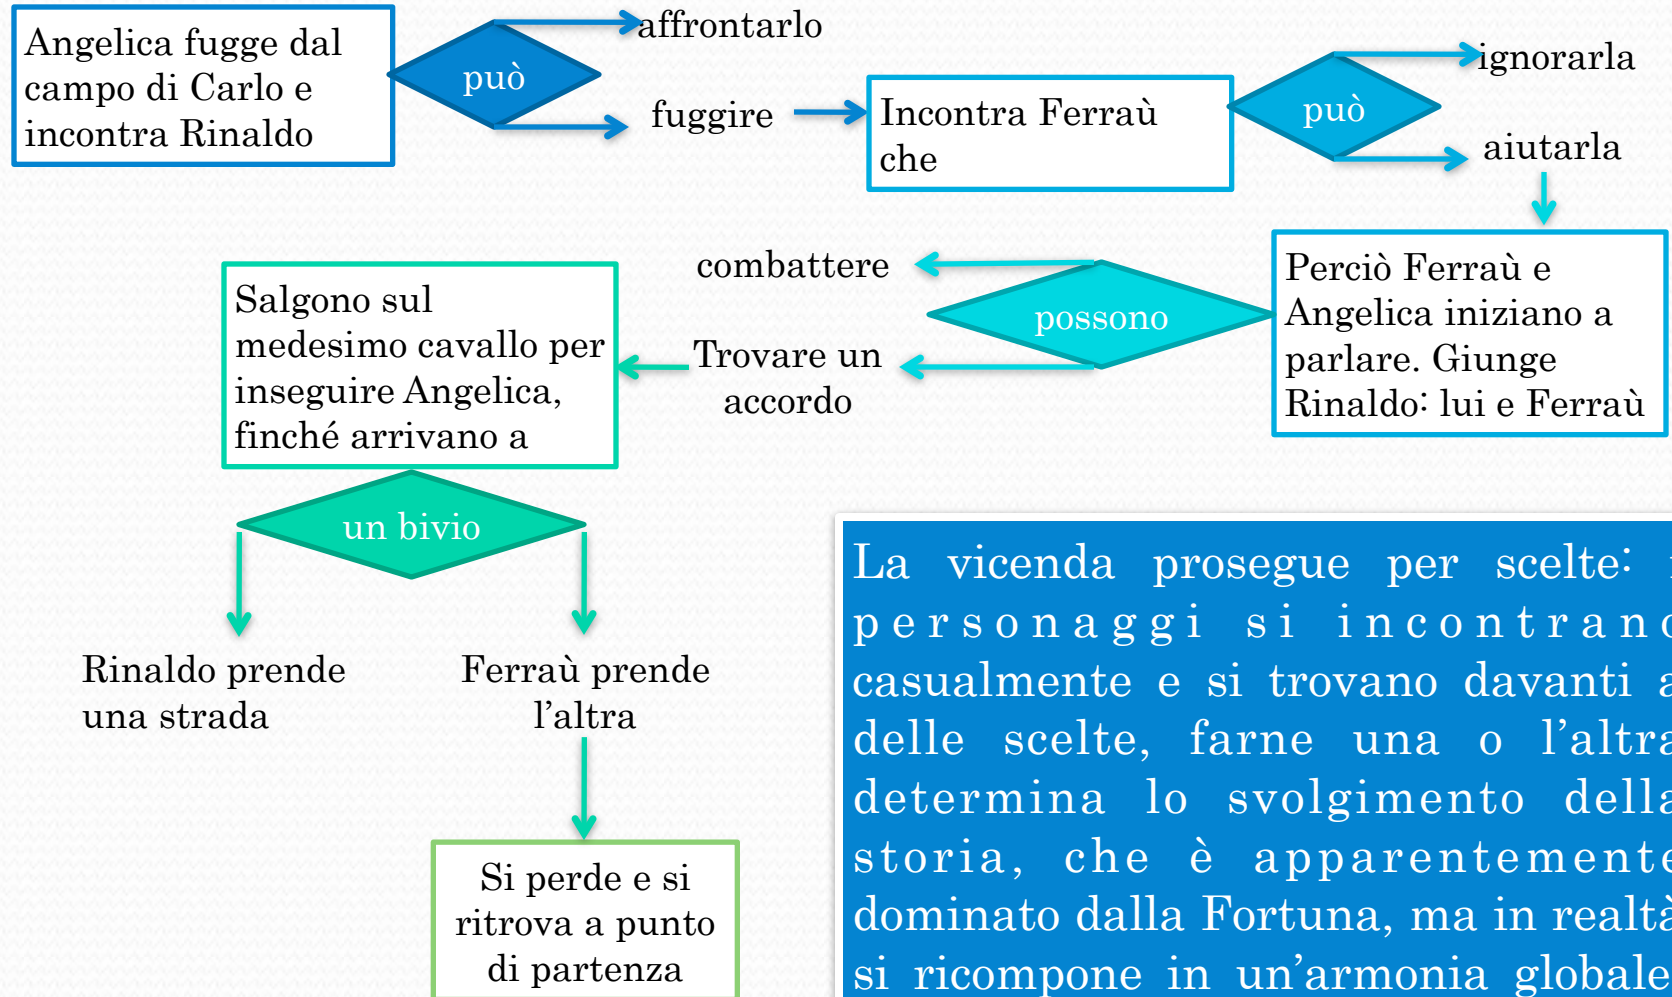 Angelica fugge dal
campo di Carlo e
incontra Rinaldo
può
affrontarlo
fuggire
Incontra Ferraù
che
può
ignorarla
aiutarla
Perciò Ferraù e
Angelica iniziano a
parlare. Giunge
Rinaldo: lui e Ferraù
possono
combattere
Trovare un
accordo
Salgono sul
medesimo cavallo per
inseguire Angelica,
finché arrivano a
un bivio
Rinaldo prende
una strada
Ferraù prende
l’altra
Si perde e si
ritrova a punto
di partenza
La vicenda prosegue per scelte: i
personaggi si incontrano
casualmente e si trovano davanti a
delle scelte, farne una o l’altra
determina lo svolgimento della
storia, che è apparentemente
dominato dalla Fortuna, ma in realtà
si ricompone in un’armonia globale.